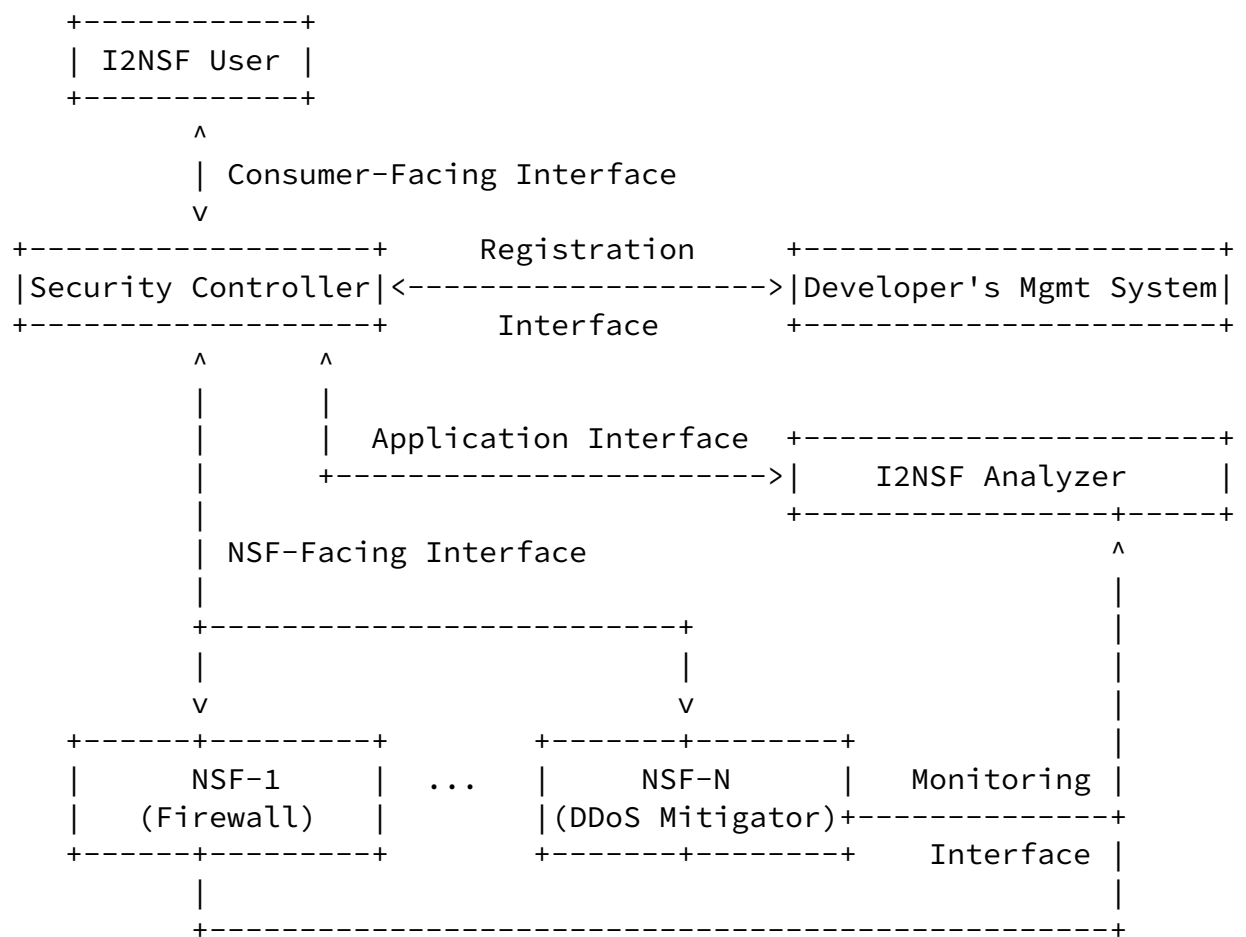 I2NSF User
Consumer-Facing Interface
Registration
Security Controller
Developer's Mgmt System
Interface
Application Interface
I2NSF Analyzer
NSF-Facing Interface
NSF-1 ... NSF-N Monitoring
(Firewall) (DDoS Mitigator)
Interface